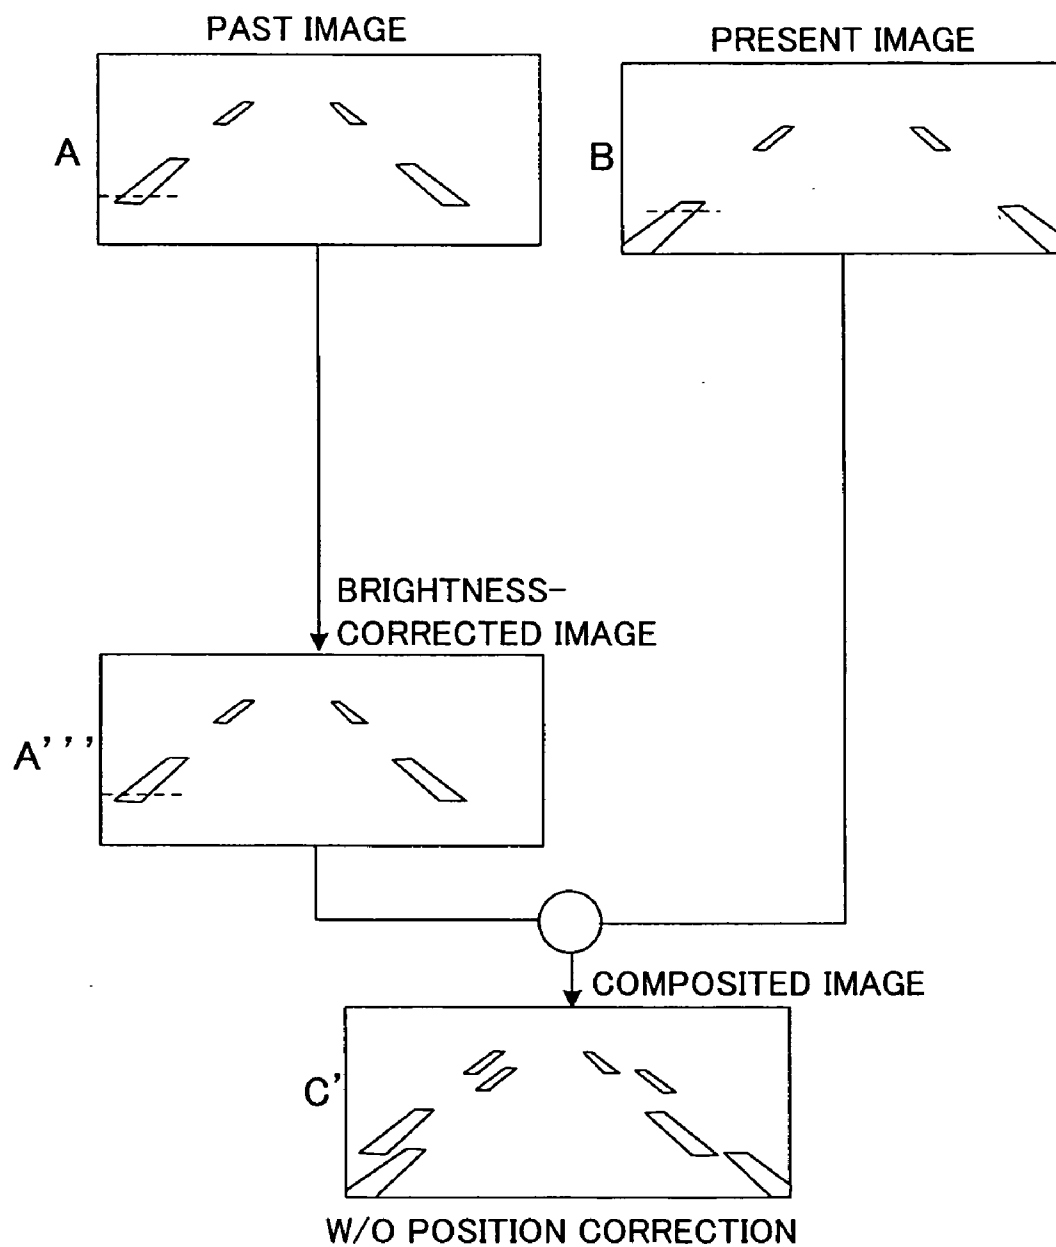 PAST IMAGE
PRESENT IMAGE
A
B
BRIGHTNESS-
CORRECTED IMAGE
A'''
COMPOSITED IMAGE
C'
W/O POSITION CORRECTION